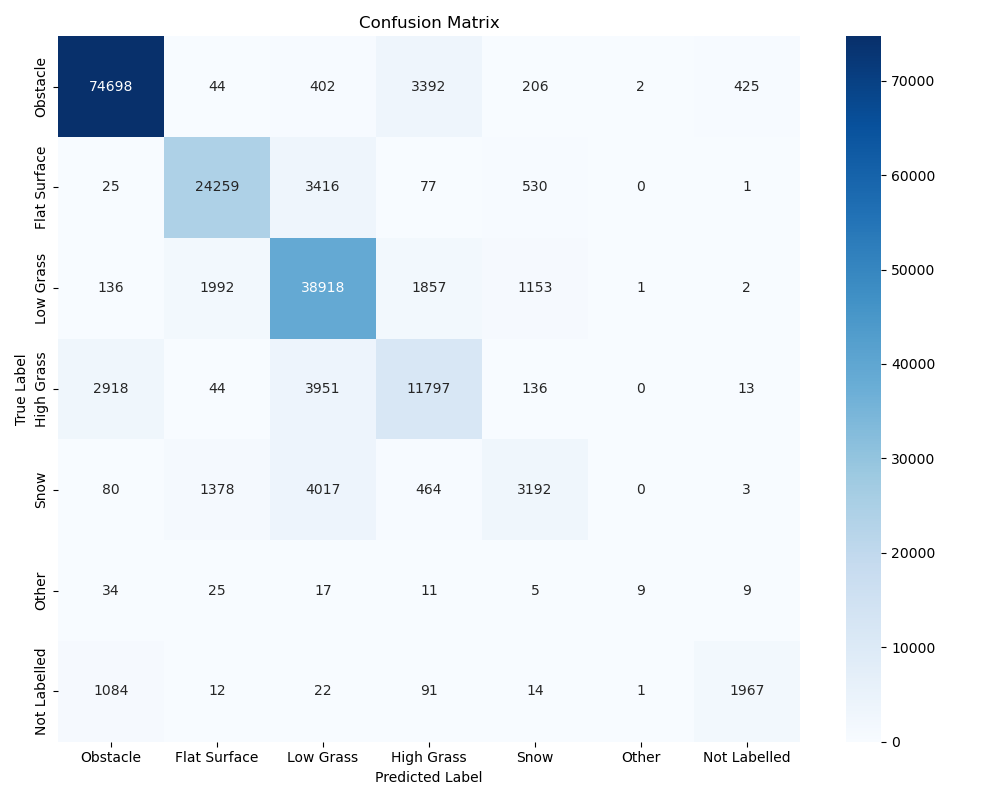 Confusion Matrix
Obstacle 74698 44 402 3392 206 2 425
Flat Surface 25 24259 3416 77 530 0 1
Low Grass 136 1992 38918 1857 1153 1 2
High Grass 2918 44 3951 11797 136 0 13
Snow 80 1378 4017 464 3192 0 3
Other 34 25 17 11 5 9 9
Not Labelled 1084 12 22 91 14 1 1967
True Label
Obstacle Flat Surface Low Grass High Grass Snow Other Not Labelled
Predicted Label
70000
60000
50000
40000
30000
20000
10000
0